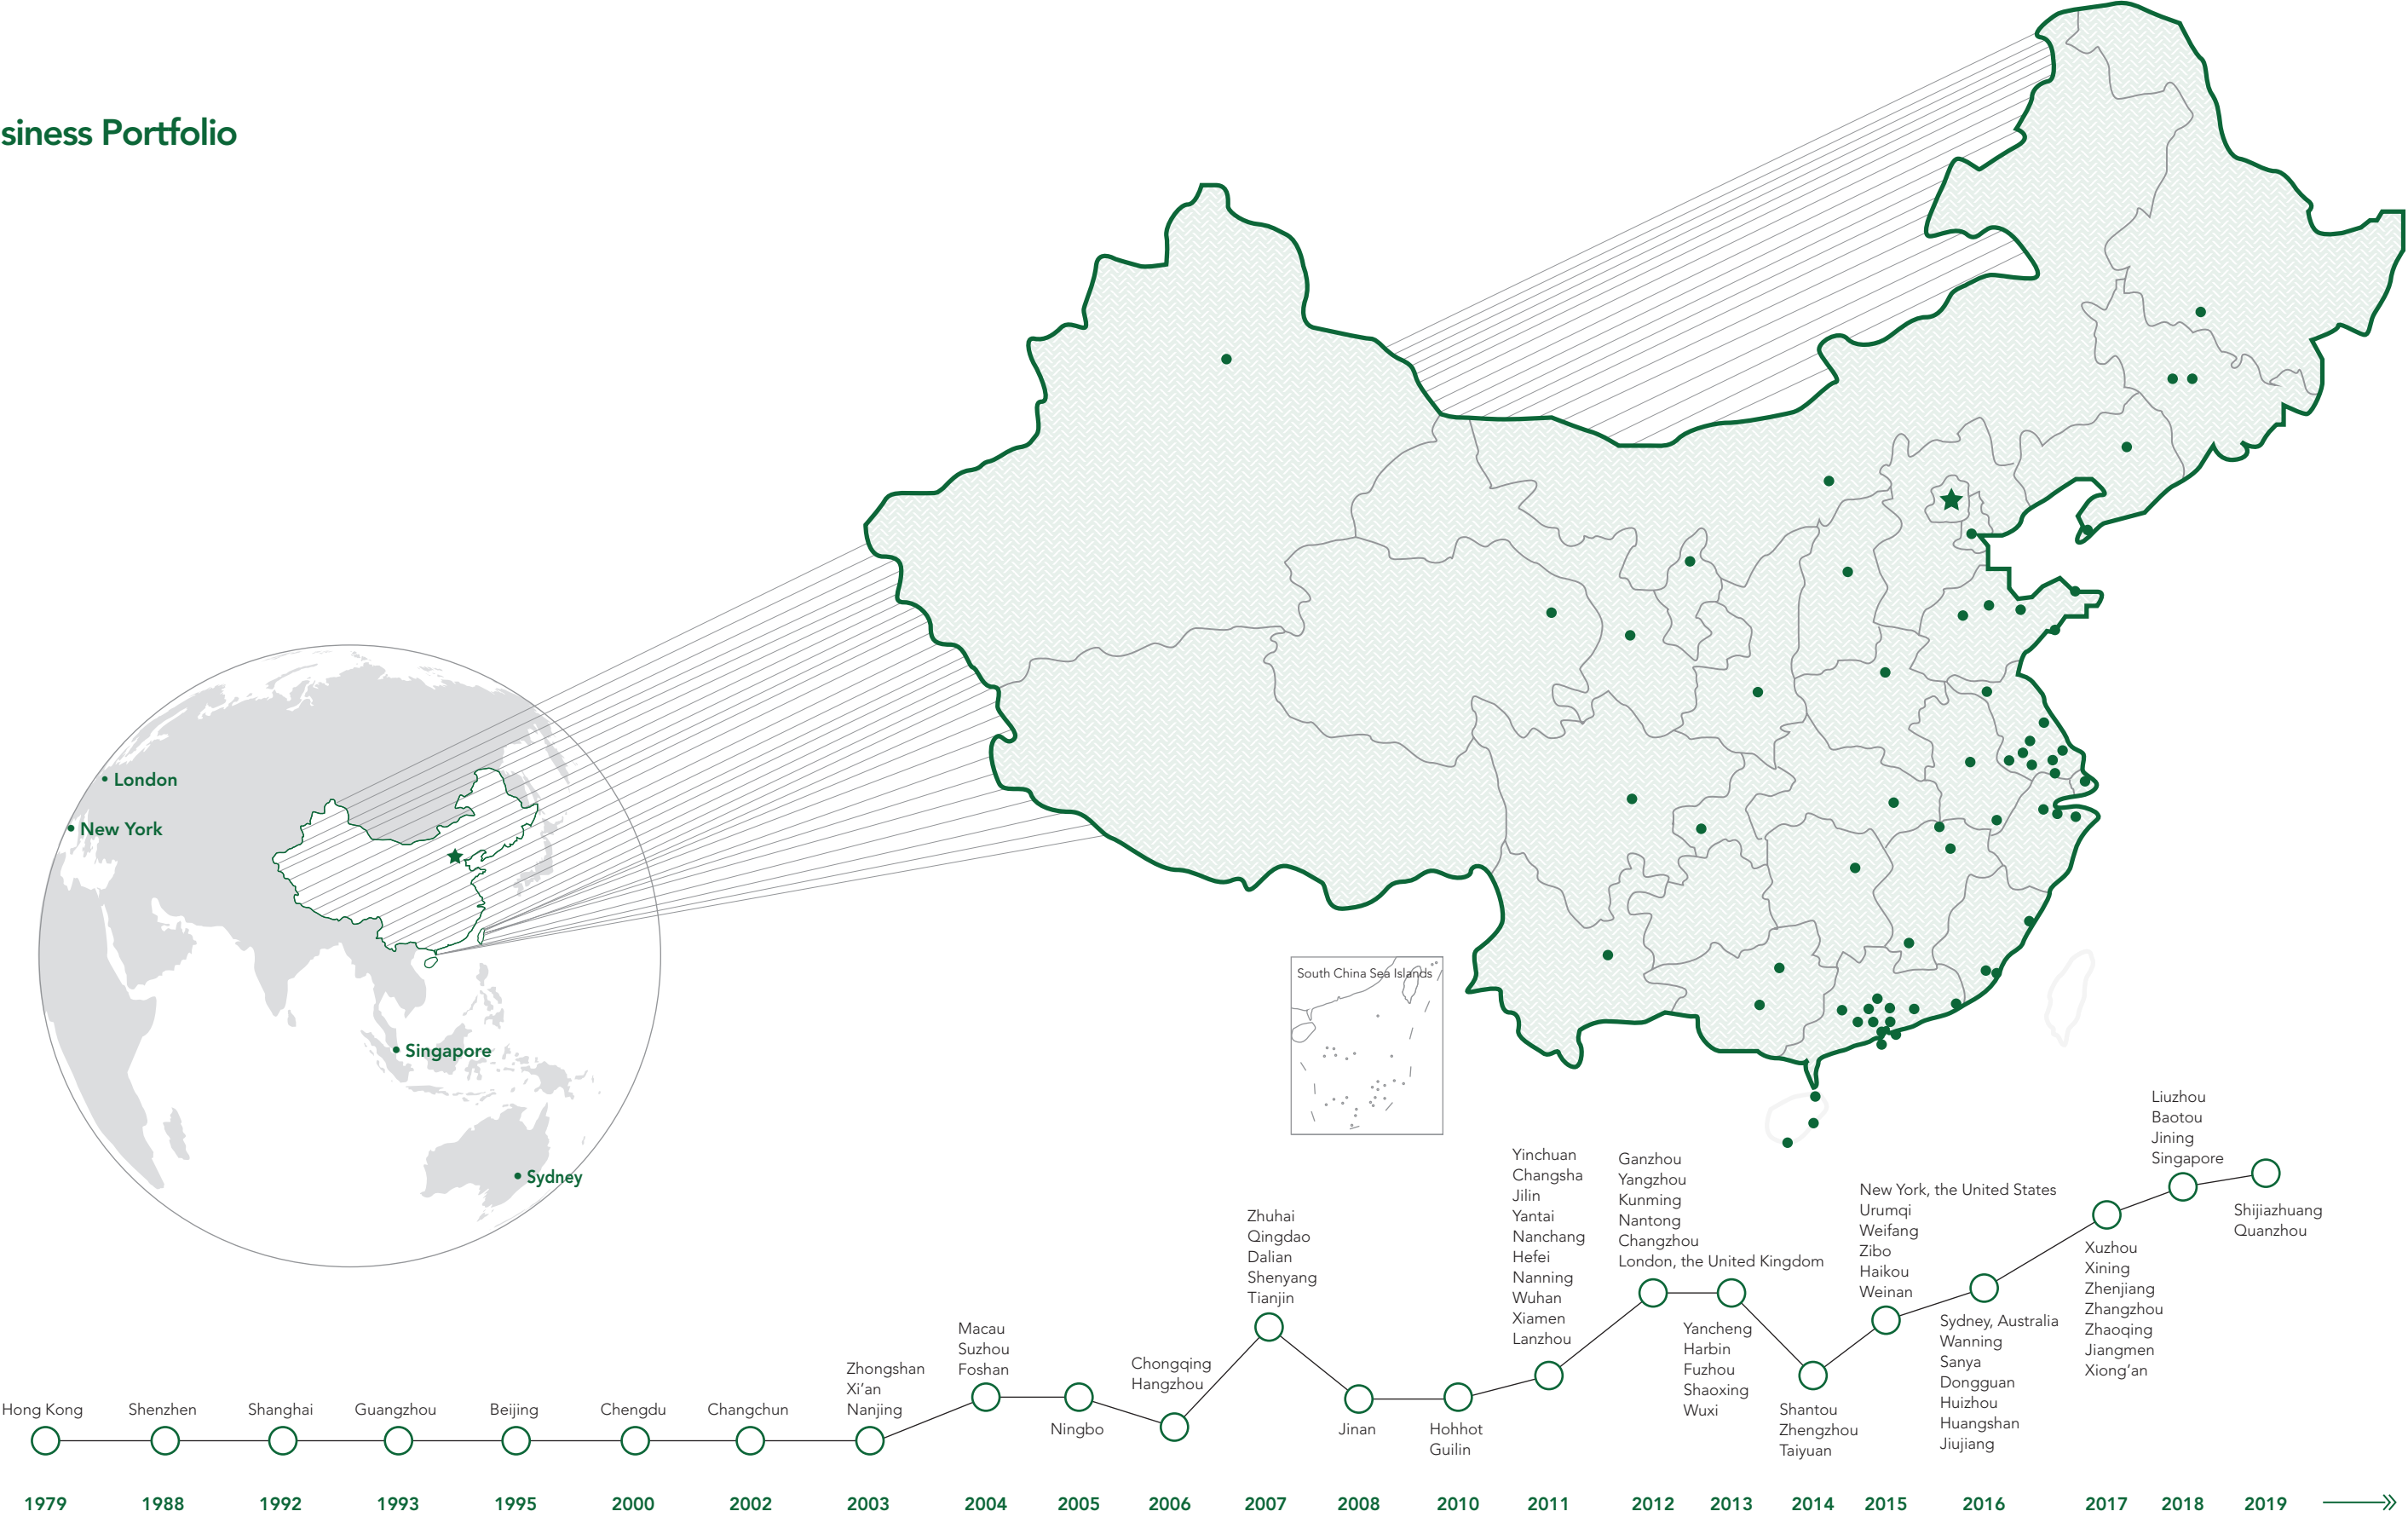 siness Portfolio
London
New York
Singapore
Sydney
South China Sea Islands
Hong Kong
Shenzhen
Shanghai
Guangzhou
Beijing
Chengdu
Changchun
Zhongshan
Xi’an
Nanjing
Macau
Suzhou
Foshan
Ningbo
Chongqing
Hangzhou
Zhuhai
Qingdao
Dalian
Shenyang
Tianjin
Jinan
Hohhot
Guilin
Yinchuan
Changsha
Jilin
Yantai
Nanchang
Hefei
Nanning
Wuhan
Xiamen
Lanzhou
Ganzhou
Yangzhou
Kunming
Nantong
Changzhou
London, the United Kingdom
Yancheng
Harbin
Fuzhou
Shaoxing
Wuxi
Shantou
Zhengzhou
Taiyuan
New York, the United States
Urumqi
Weifang
Zibo
Haikou
Weinan
Sydney, Australia
Wanning
Sanya
Dongguan
Huizhou
Huangshan
Jiujiang
Xuzhou
Xining
Zhenjiang
Zhangzhou
Zhaoqing
Jiangmen
Xiong’an
Liuzhou
Baotou
Jining
Singapore
Shijiazhuang
Quanzhou
1979
1988
1992
1993
1995
2000
2002
2003
2004
2005
2006
2007
2008
2010
2011
2012
2013
2014
2015
2016
2017
2018
2019